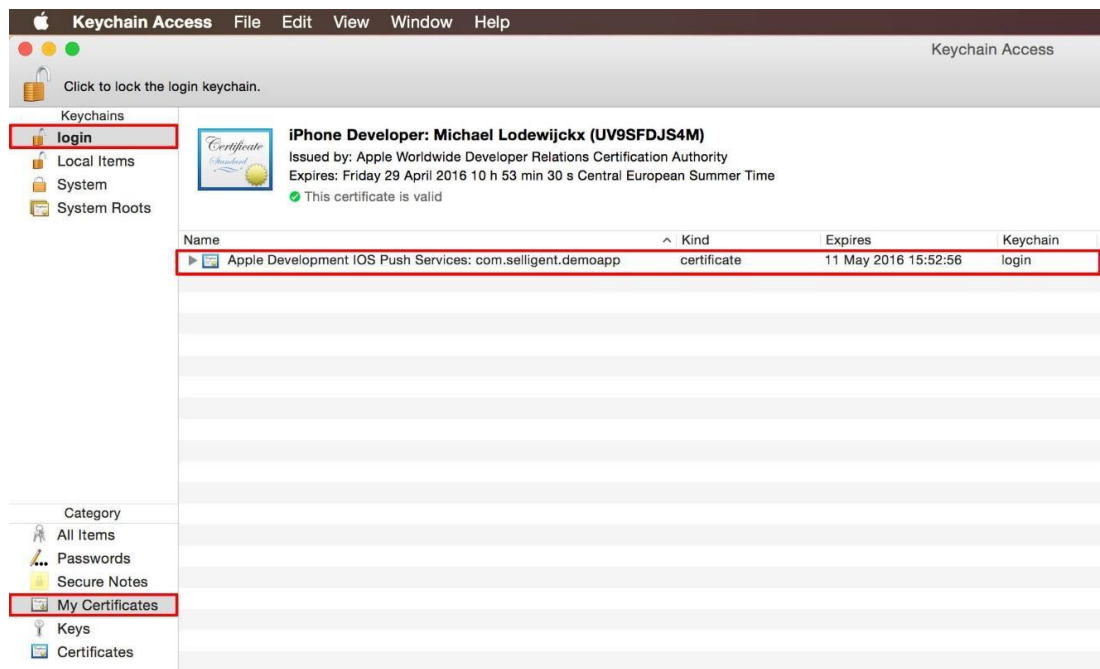 Keychain Access File Edit View Window Help
Keychain Access
Click to lock the login keychain.
Keychains
login
Local Items
System
System Roots
Certificate
Standard
iPhone Developer: Michael Lodewijckx (UV9SFDJS4M)
Issued by: Apple Worldwide Developer Relations Certification Authority
Expires: Friday 29 April 2016 10 h 53 min 30 s Central European Summer Time
This certificate is valid
Name Kind Expires Keychain
Apple Development IOS Push Services: com.selligent.demoapp certificate 11 May 2016 15:52:56 login
Category
All Items
Passwords
Secure Notes
My Certificates
Keys
Certificates